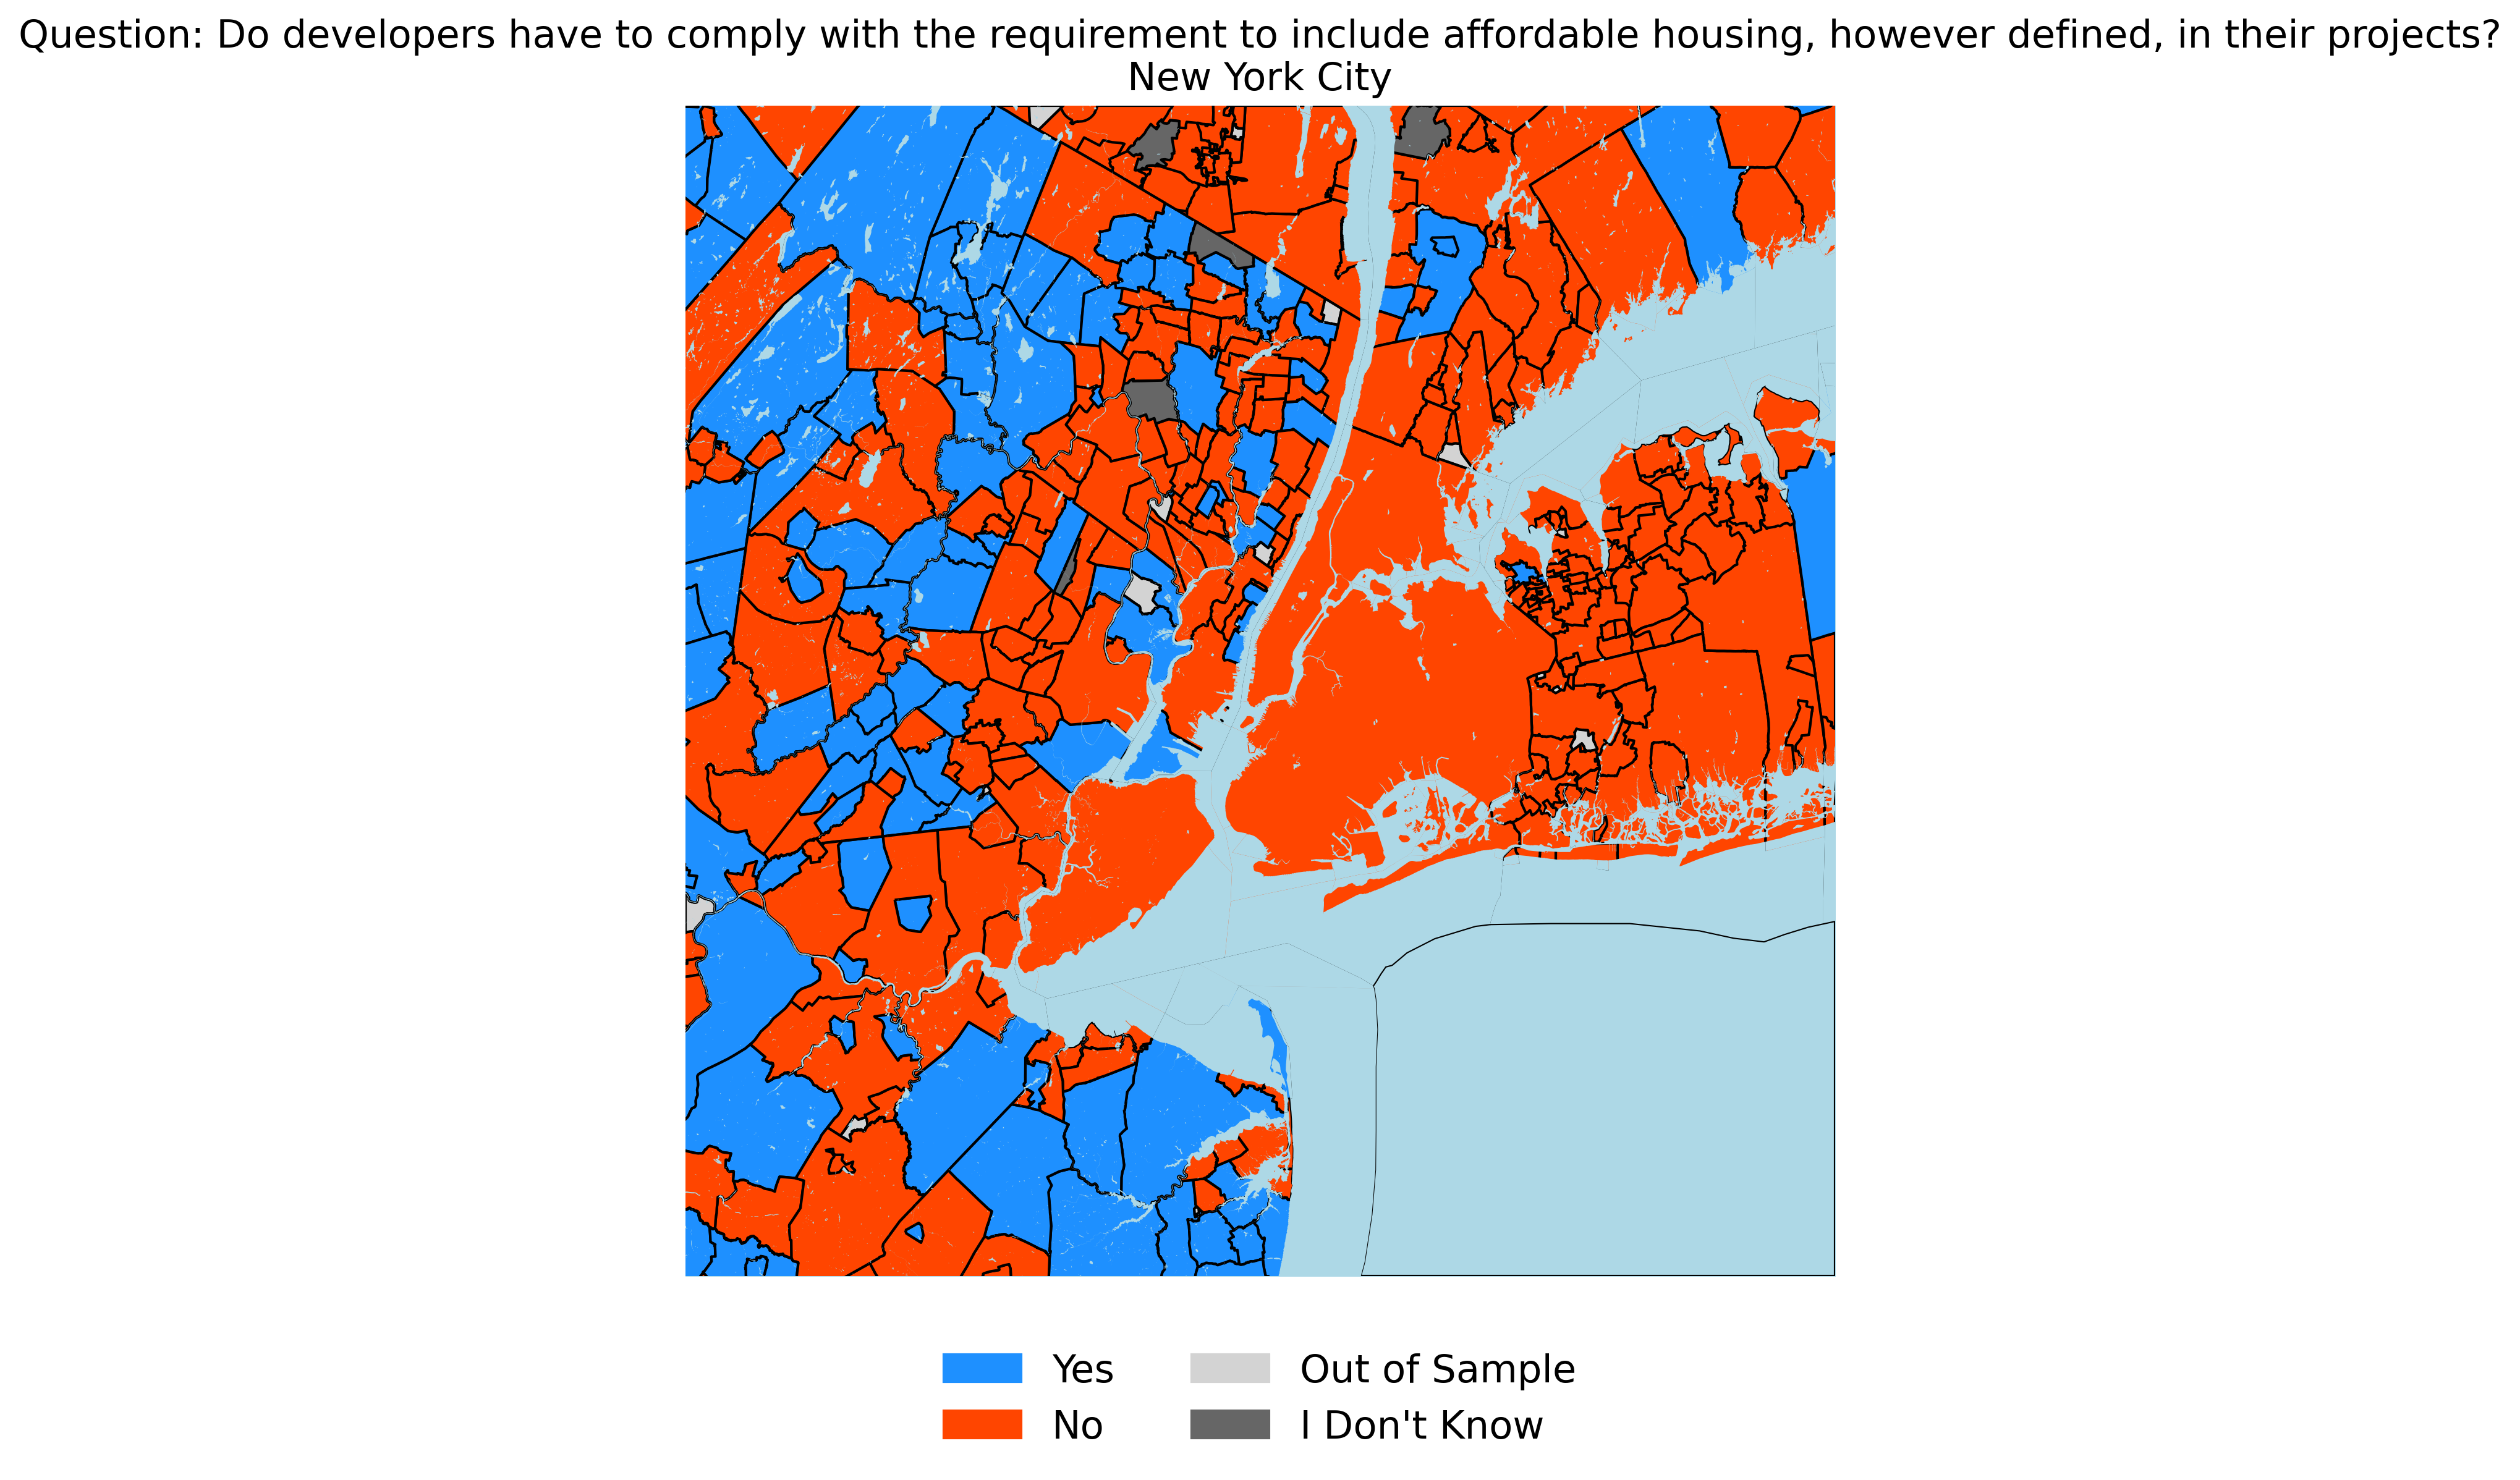 Question: Do developers have to comply with the requirement to include affordable housing, however defined, in their projects?
New York City
Yes
No
Out of Sample
I Don't Know